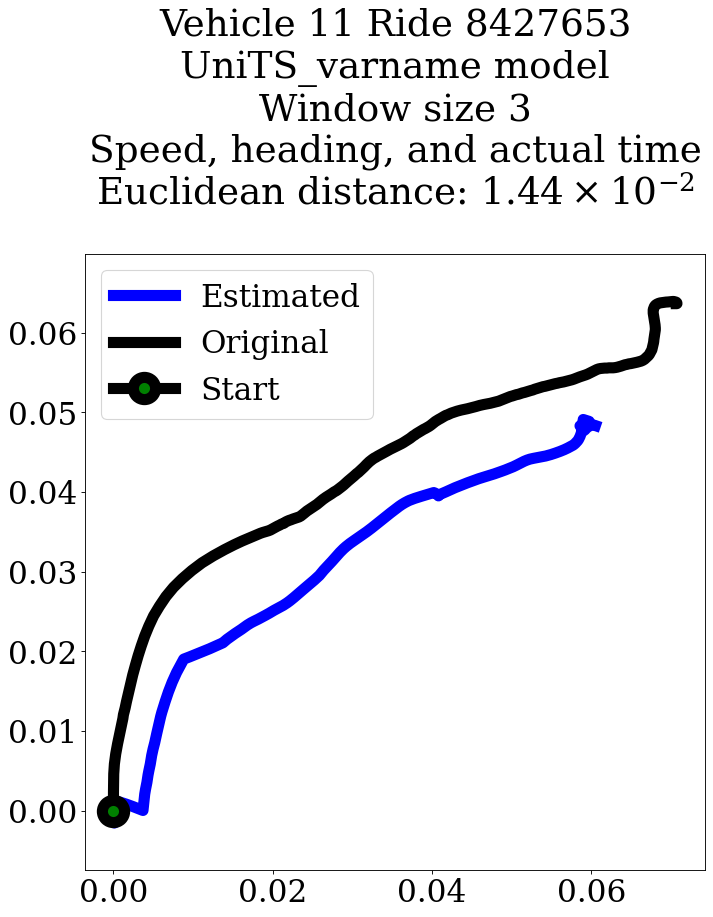 Vehicle 11 Ride 8427653
UniTS_varname model
Window size 3
Speed, heading, and actual time
Euclidean distance: 1.44 × 10⁻²
Estimated
Original
Start
0.06
0.05
0.04
0.03
0.02
0.01
0.00
0.00 0.02 0.04 0.06